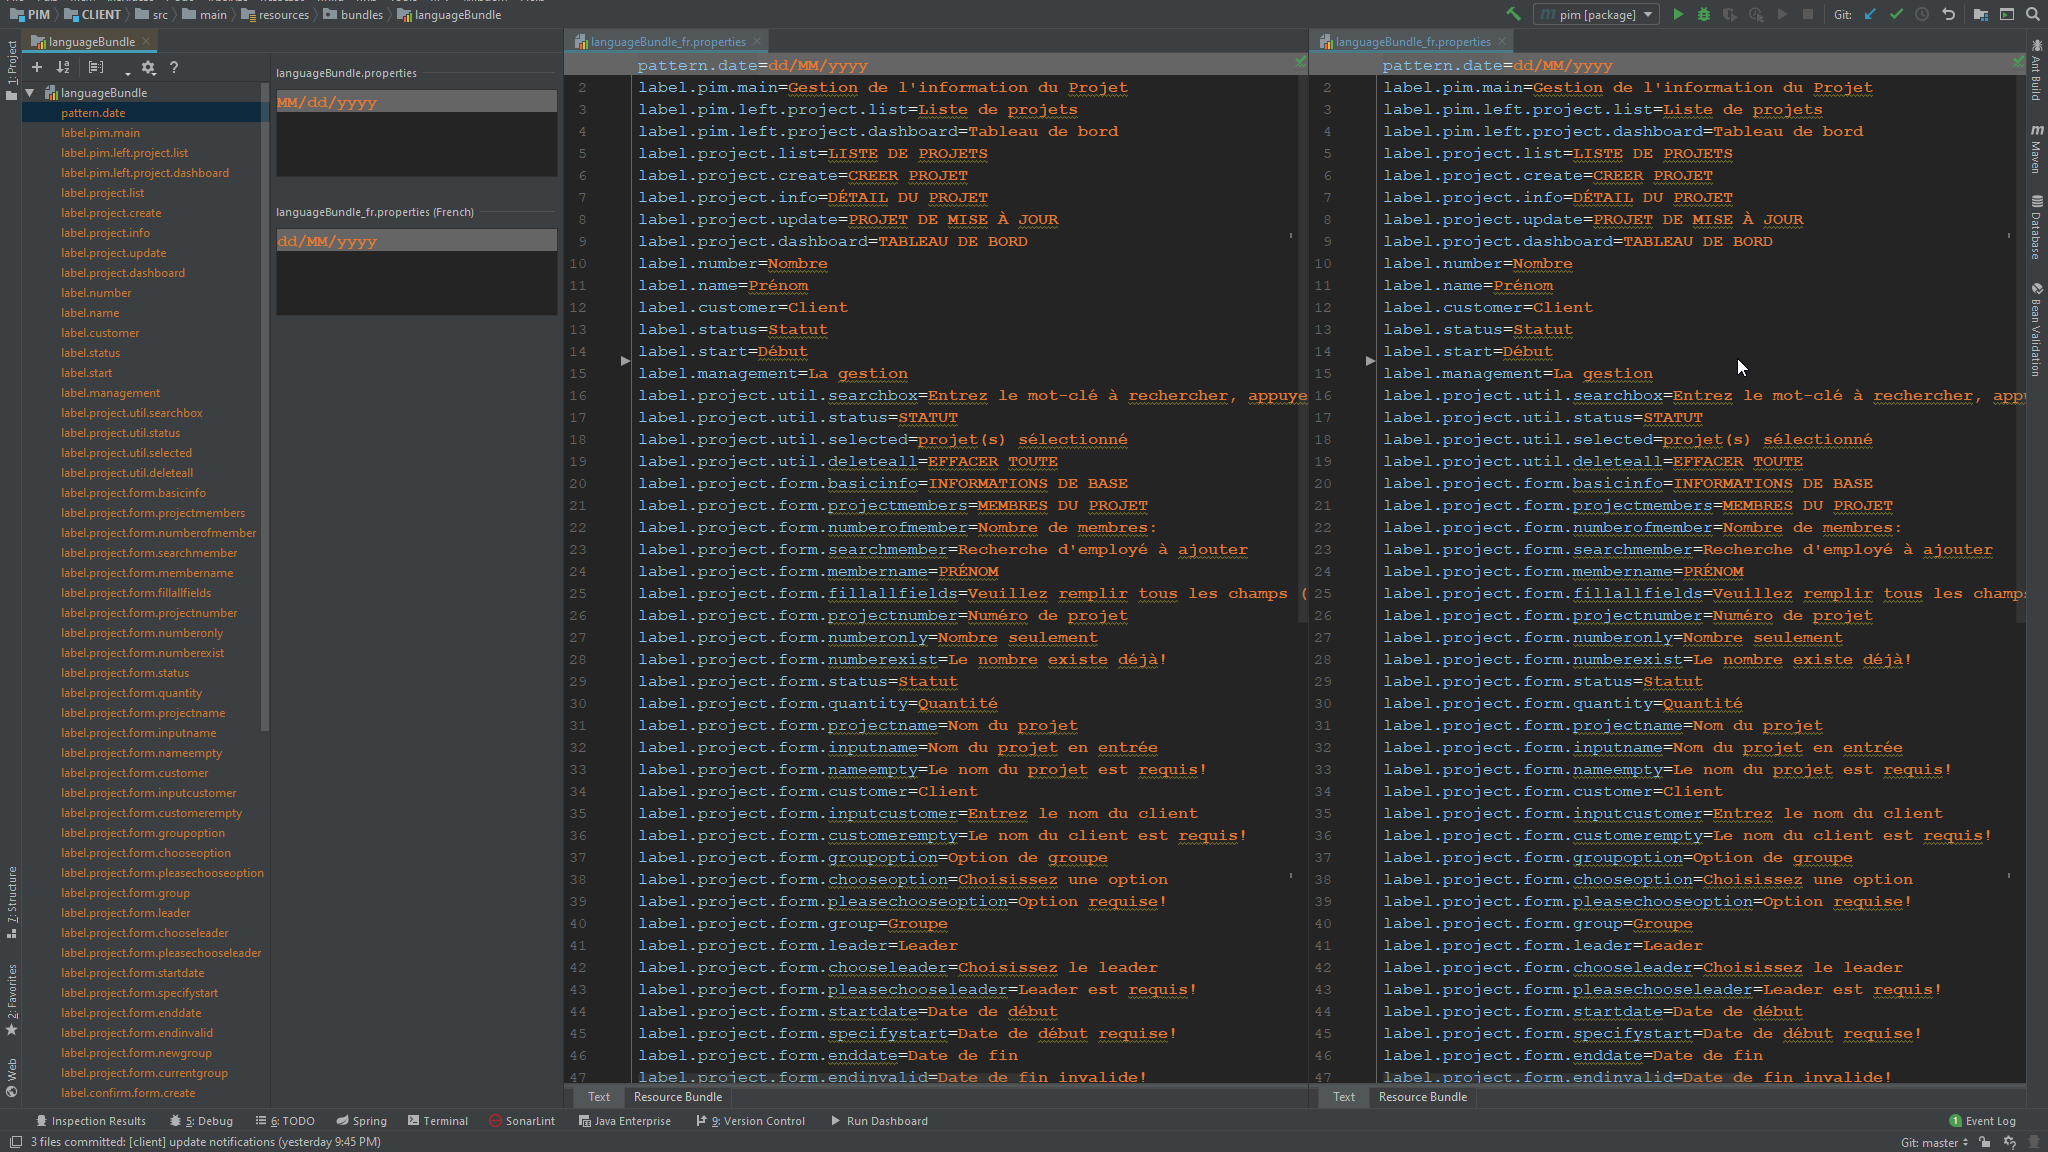 PIM CLIENT src main resources bundles languageBundle
pim [package] Git:
1: Project
languageBundle
languageBundle
pattern.date
label.pim.main
label.pim.left.project.list
label.pim.left.project.dashboard
label.project.list
label.project.create
label.project.info
label.project.update
label.project.dashboard
label.number
label.name
label.customer
label.status
label.start
label.management
label.project.util.searchbox
label.project.util.status
label.project.util.selected
label.project.util.deleteall
label.project.form.basicinfo
label.project.form.projectmembers
label.project.form.numberofmember
label.project.form.searchmember
label.project.form.membername
label.project.form.fillallfields
label.project.form.projectnumber
label.project.form.numberonly
label.project.form.numberexist
label.project.form.status
label.project.form.quantity
label.project.form.projectname
label.project.form.inputname
label.project.form.nameempty
label.project.form.customer
label.project.form.inputcustomer
label.project.form.customerempty
label.project.form.groupoption
label.project.form.chooseoption
label.project.form.pleasechooseoption
label.project.form.group
label.project.form.leader
label.project.form.chooseleader
label.project.form.pleasechooseleader
label.project.form.startdate
label.project.form.specifystart
label.project.form.enddate
label.project.form.endinvalid
label.project.form.newgroup
label.project.form.currentgroup
label.confirm.form.create
languageBundle.properties
MM/dd/yyyy
languageBundle_fr.properties (French)
dd/MM/yyyy
languageBundle_fr.properties
pattern.date=dd/MM/yyyy
2 label.pim.main=Gestion de l'information du Projet
3 label.pim.left.project.list=Liste de projets
4 label.pim.left.project.dashboard=Tableau de bord
5 label.project.list=LISTE DE PROJETS
6 label.project.create=CREER PROJET
7 label.project.info=DÉTAIL DU PROJET
8 label.project.update=PROJET DE MISE À JOUR
9 label.project.dashboard=TABLEAU DE BORD
10 label.number=Nombre
11 label.name=Prénom
12 label.customer=Client
13 label.status=Statut
14 label.start=Début
15 label.management=La gestion
16 label.project.util.searchbox=Entrez le mot-clé à rechercher, appuye
17 label.project.util.status=STATUT
18 label.project.util.selected=projet(s) sélectionné
19 label.project.util.deleteall=EFFACER TOUTE
20 label.project.form.basicinfo=INFORMATIONS DE BASE
21 label.project.form.projectmembers=MEMBRES DU PROJET
22 label.project.form.numberofmember=Nombre de membres:
23 label.project.form.searchmember=Recherche d'employé à ajouter
24 label.project.form.membername=PRÉNOM
25 label.project.form.fillallfields=Veuillez remplir tous les champs (
26 label.project.form.projectnumber=Numéro de projet
27 label.project.form.numberonly=Nombre seulement
28 label.project.form.numberexist=Le nombre existe déjà!
29 label.project.form.status=Statut
30 label.project.form.quantity=Quantité
31 label.project.form.projectname=Nom du projet
32 label.project.form.inputname=Nom du projet en entrée
33 label.project.form.nameempty=Le nom du projet est requis!
34 label.project.form.customer=Client
35 label.project.form.inputcustomer=Entrez le nom du client
36 label.project.form.customerempty=Le nom du client est requis!
37 label.project.form.groupoption=Option de groupe
38 label.project.form.chooseoption=Choisissez une option
39 label.project.form.pleasechooseoption=Option requise!
40 label.project.form.group=Groupe
41 label.project.form.leader=Leader
42 label.project.form.chooseleader=Choisissez le leader
43 label.project.form.pleasechooseleader=Leader est requis!
44 label.project.form.startdate=Date de début
45 label.project.form.specifystart=Date de début requise!
46 label.project.form.enddate=Date de fin
47 label.project.form.endinvalid=Date de fin invalide!
Text Resource Bundle
languageBundle_fr.properties
pattern.date=dd/MM/yyyy
2 label.pim.main=Gestion de l'information du Projet
3 label.pim.left.project.list=Liste de projets
4 label.pim.left.project.dashboard=Tableau de bord
5 label.project.list=LISTE DE PROJETS
6 label.project.create=CREER PROJET
7 label.project.info=DÉTAIL DU PROJET
8 label.project.update=PROJET DE MISE À JOUR
9 label.project.dashboard=TABLEAU DE BORD
10 label.number=Nombre
11 label.name=Prénom
12 label.customer=Client
13 label.status=Statut
14 label.start=Début
15 label.management=La gestion
16 label.project.util.searchbox=Entrez le mot-clé à rechercher, app
17 label.project.util.status=STATUT
18 label.project.util.selected=projet(s) sélectionné
19 label.project.util.deleteall=EFFACER TOUTE
20 label.project.form.basicinfo=INFORMATIONS DE BASE
21 label.project.form.projectmembers=MEMBRES DU PROJET
22 label.project.form.numberofmember=Nombre de membres:
23 label.project.form.searchmember=Recherche d'employé à ajouter
24 label.project.form.membername=PRÉNOM
25 label.project.form.fillallfields=Veuillez remplir tous les champs
26 label.project.form.projectnumber=Numéro de projet
27 label.project.form.numberonly=Nombre seulement
28 label.project.form.numberexist=Le nombre existe déjà!
29 label.project.form.status=Statut
30 label.project.form.quantity=Quantité
31 label.project.form.projectname=Nom du projet
32 label.project.form.inputname=Nom du projet en entrée
33 label.project.form.nameempty=Le nom du projet est requis!
34 label.project.form.customer=Client
35 label.project.form.inputcustomer=Entrez le nom du client
36 label.project.form.customerempty=Le nom du client est requis!
37 label.project.form.groupoption=Option de groupe
38 label.project.form.chooseoption=Choisissez une option
39 label.project.form.pleasechooseoption=Option requise!
40 label.project.form.group=Groupe
41 label.project.form.leader=Leader
42 label.project.form.chooseleader=Choisissez le leader
43 label.project.form.pleasechooseleader=Leader est requis!
44 label.project.form.startdate=Date de début
45 label.project.form.specifystart=Date de début requise!
46 label.project.form.enddate=Date de fin
47 label.project.form.endinvalid=Date de fin invalide!
Text Resource Bundle
Ant Build
Maven
Database
Bean Validation
7: Structure
2: Favorites
Web
Inspection Results 5: Debug 6: TODO Spring Terminal SonarLint Java Enterprise 9: Version Control Run Dashboard 1 Event Log
3 files committed: [client] update notifications (yesterday 9:45 PM) Git: master